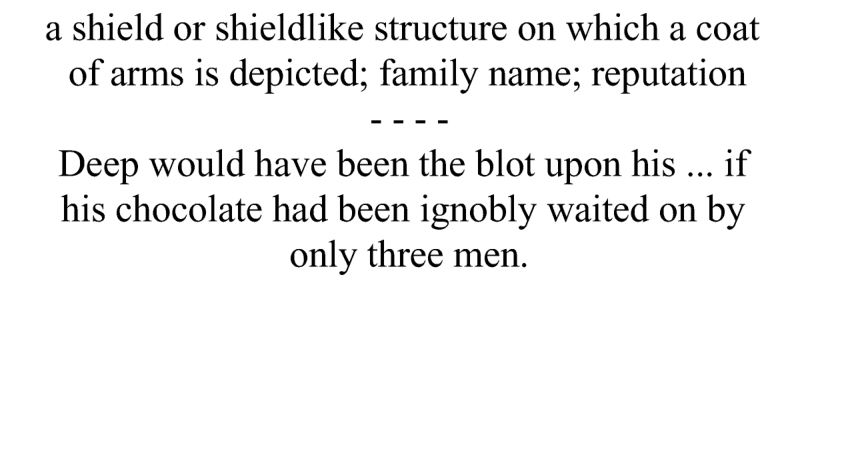 a shield or shieldlike structure on which a coat
of arms is depicted; family name; reputation
- - - -
Deep would have been the blot upon his ... if
his chocolate had been ignobly waited on by
only three men.